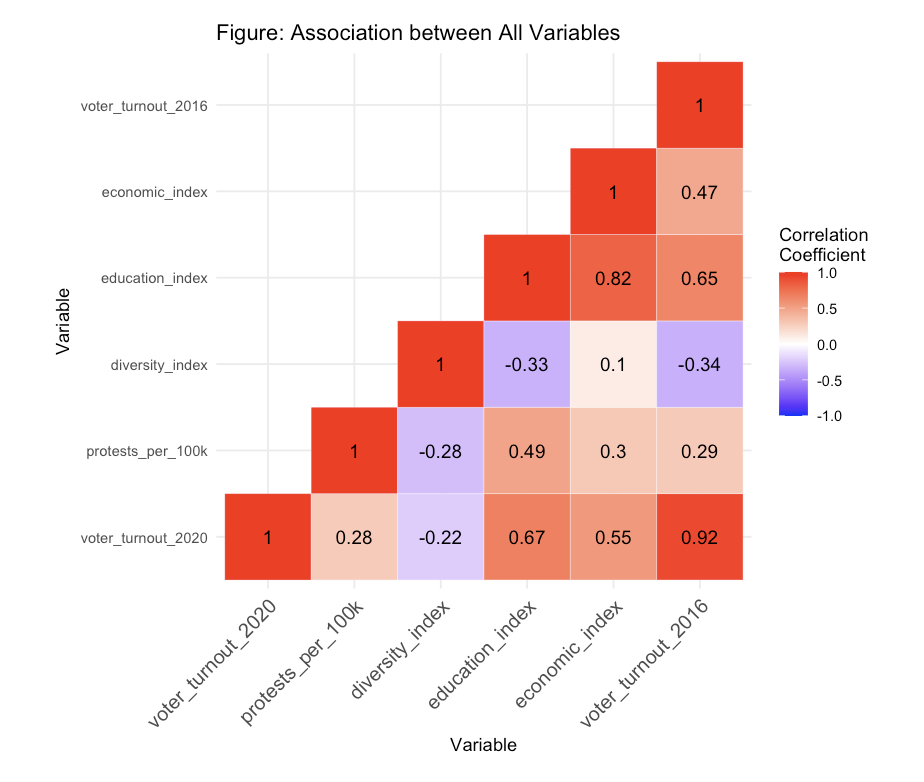 Figure: Association between All Variables
voter_turnout_2016
1
economic_index
1
0.47
education_index
1
0.82
0.65
diversity_index
1
-0.33
0.1
-0.34
protests_per_100k
1
-0.28
0.49
0.3
0.29
voter_turnout_2020
1
0.28
-0.22
0.67
0.55
0.92
Variable
voter_turnout_2020
protests_per_100k
diversity_index
education_index
economic_index
voter_turnout_2016
Variable
Correlation
Coefficient
1.0
0.5
0.0
-0.5
-1.0